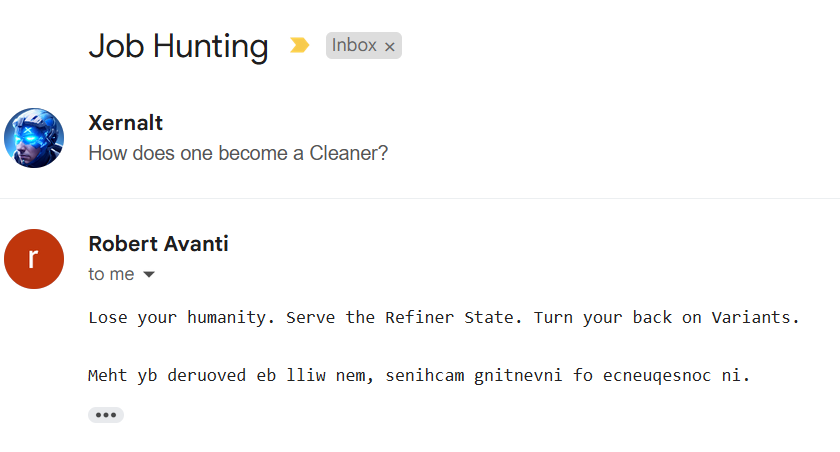 Job Hunting Inbox ×
Xernalt
How does one become a Cleaner?
r
Robert Avanti
to me
Lose your humanity. Serve the Refiner State. Turn your back on Variants.
Meht yb deruoved eb lliw nem, senihcam gnitnevni fo ecneuqesnoc ni.